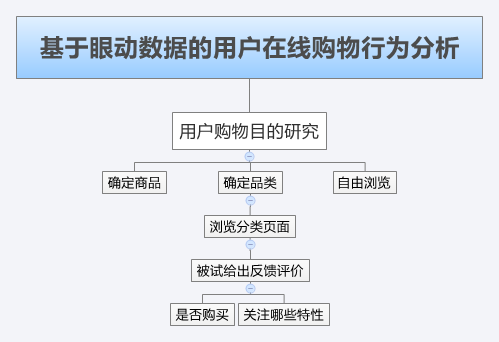 基于眼动数据的用户在线购物行为分析
用户购物目的研究
确定商品
确定品类
自由浏览
浏览分类页面
被试给出反馈评价
是否购买
关注哪些特性